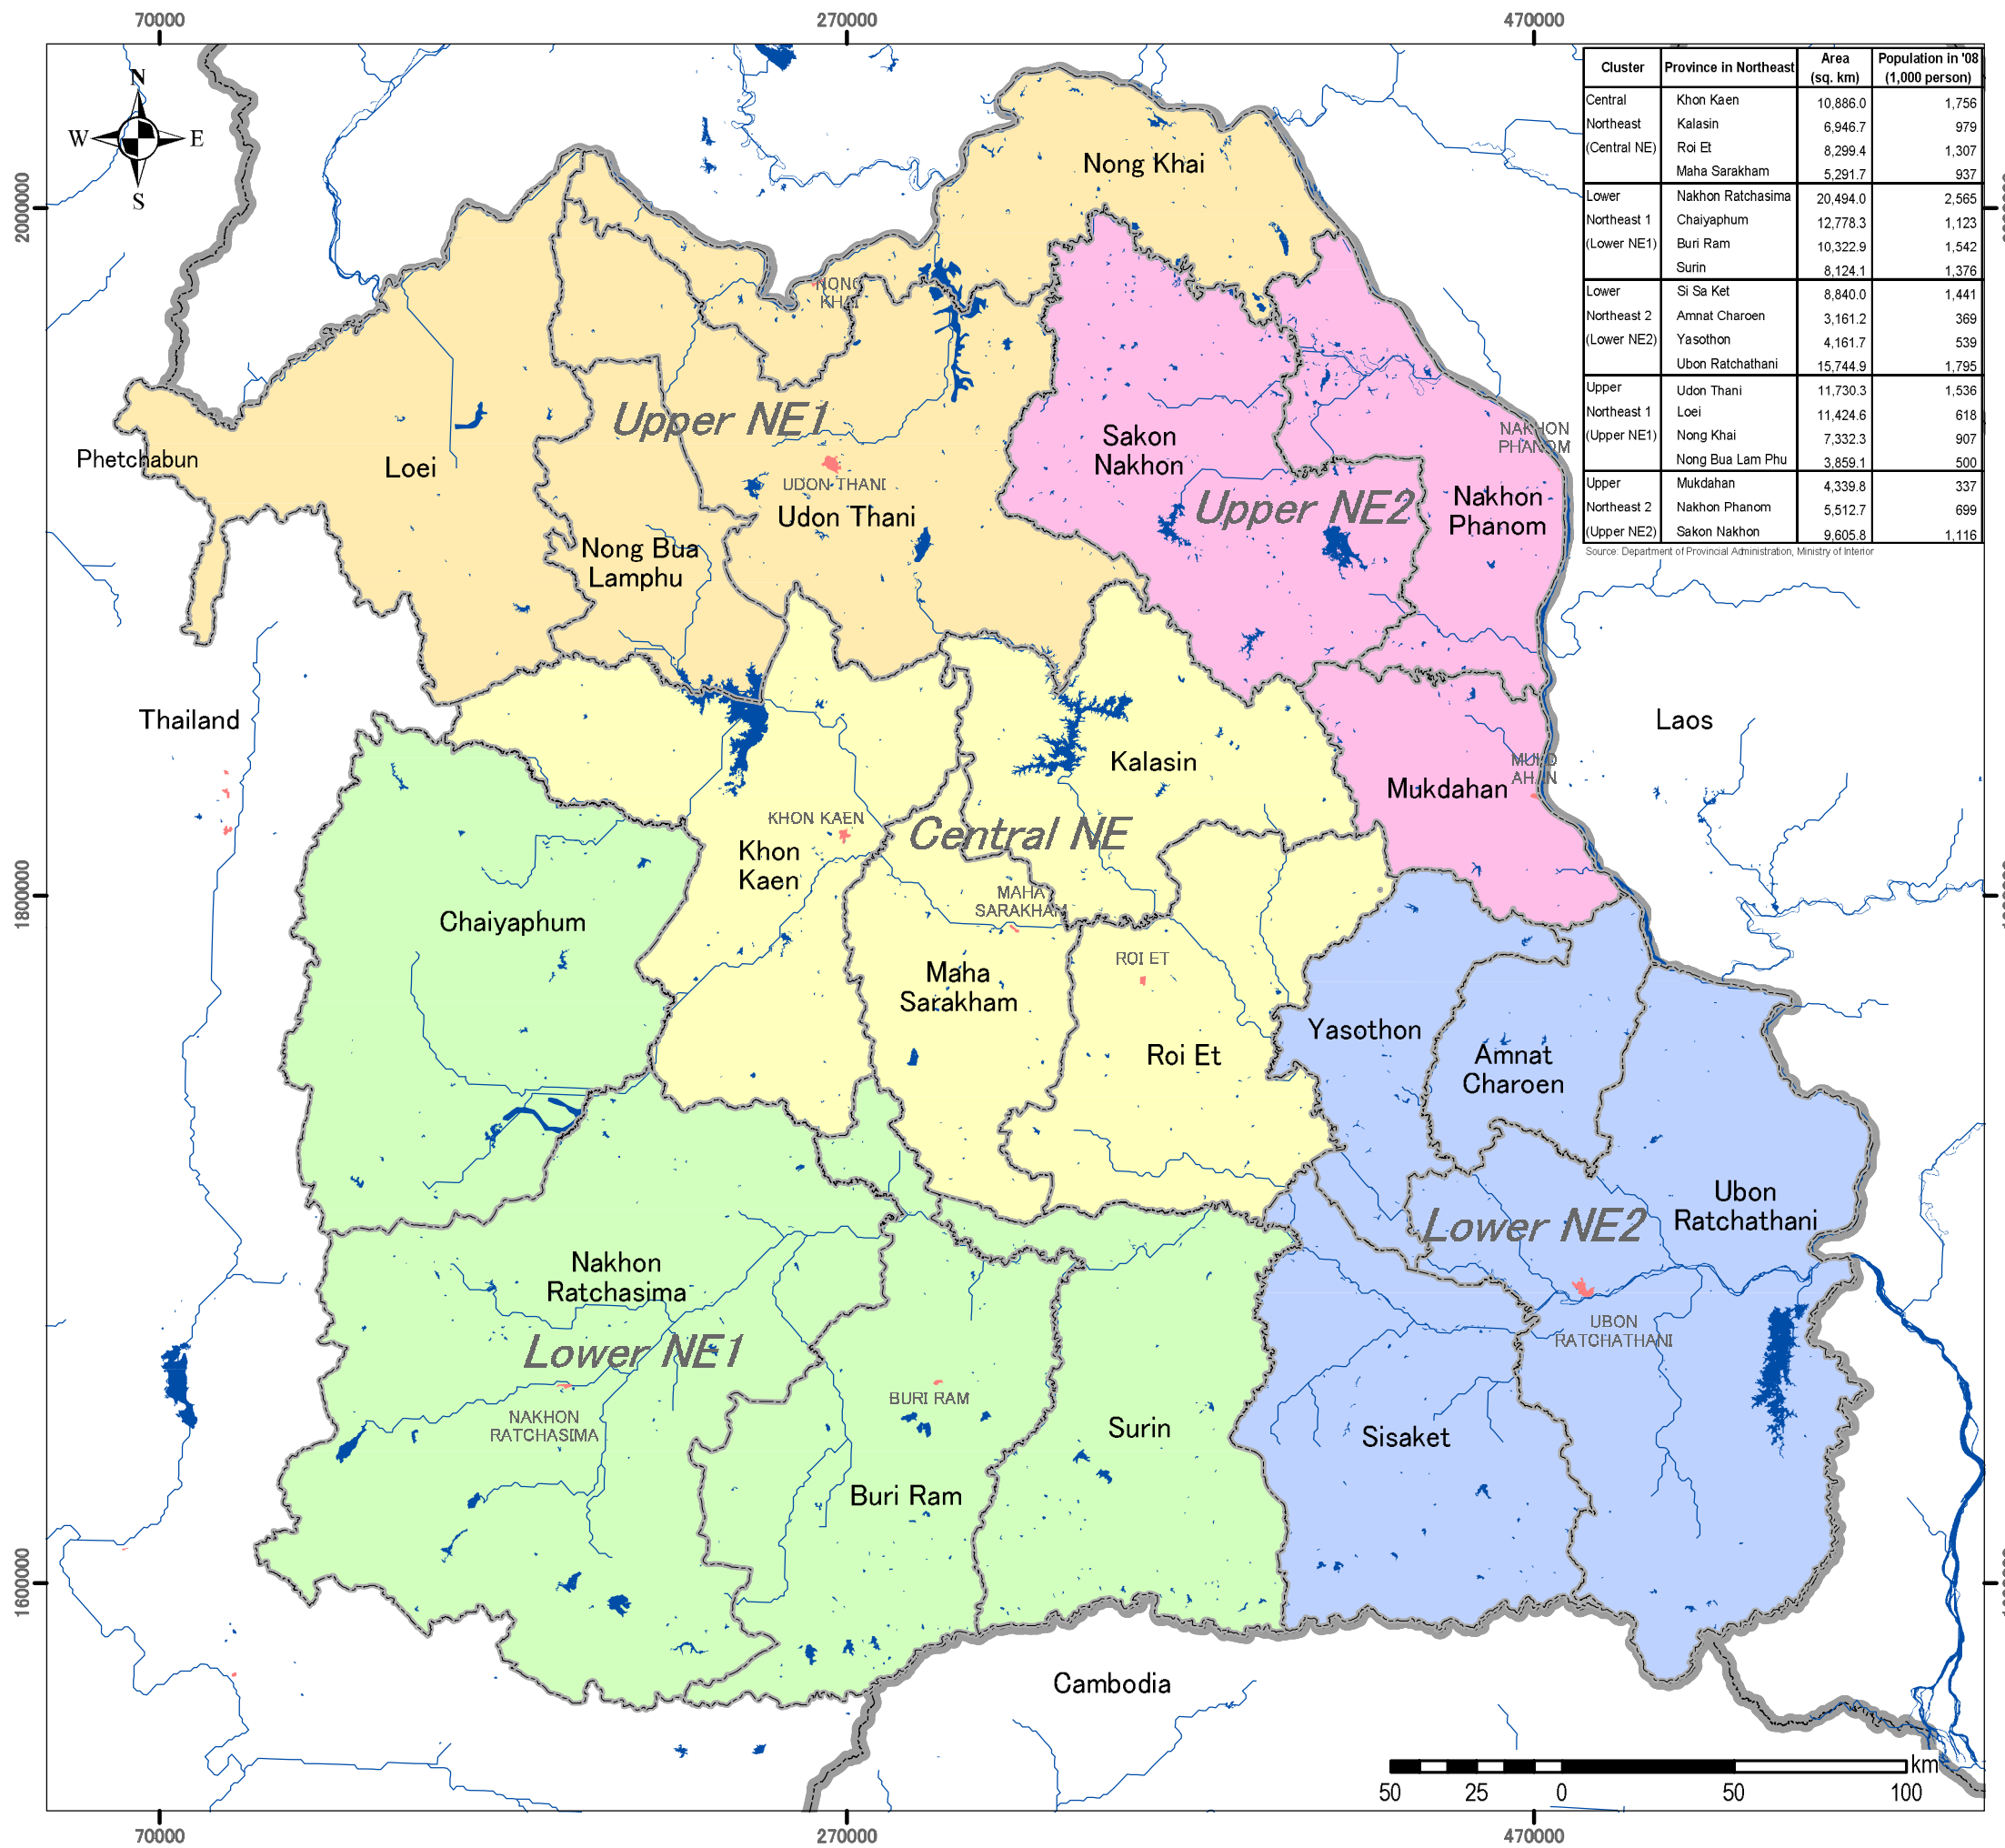 70000
270000
470000
N
W
E
S
2000000
1800000
1600000
Cluster Province in Northeast Area (sq. km) Population in '08 (1,000 person)
Central Khon Kaen 10,886.0 1,756
Northeast Kalasin 6,946.7 979
(Central NE) Roi Et 8,299.4 1,307
Maha Sarakham 5,291.7 937
Lower Nakhon Ratchasima 20,494.0 2,565
Northeast 1 Chaiyaphum 12,778.3 1,123
(Lower NE1) Buri Ram 10,322.9 1,542
Surin 8,124.1 1,376
Lower Si Sa Ket 8,840.0 1,441
Northeast 2 Amnat Charoen 3,161.2 369
(Lower NE2) Yasothon 4,161.7 539
Ubon Ratchathani 15,744.9 1,795
Upper Udon Thani 11,730.3 1,536
Northeast 1 Loei 11,424.6 618
(Upper NE1) Nong Khai 7,332.3 907
Nong Bua Lam Phu 3,859.1 500
Upper Mukdahan 4,339.8 337
Northeast 2 Nakhon Phanom 5,512.7 699
(Upper NE2) Sakon Nakhon 9,605.8 1,116
Source: Department of Provincial Administration, Ministry of Interior
Nong Khai
NONG
KHAI
Upper NE1
Phetchabun
Loei
UDON THANI
Udon Thani
Nong Bua
Lamphu
Sakon
Nakhon
NAKHON
PHANOM
Upper NE2
Nakhon
Phanom
Thailand
Laos
Kalasin
MUKD
AHAN
Mukdahan
KHON KAEN
Central NE
Khon
Kaen
MAHA
SARAKHAM
Chaiyaphum
ROI ET
Maha
Sarakham
Roi Et
Yasothon
Amnat
Charoen
Ubon
Ratchathani
Lower NE2
Nakhon
Ratchasima
Lower NE1
UBON
RATCHATHANI
BURI RAM
NAKHON
RATCHASIMA
Surin
Sisaket
Buri Ram
Cambodia
km
50 25 0 50 100
70000
270000
470000